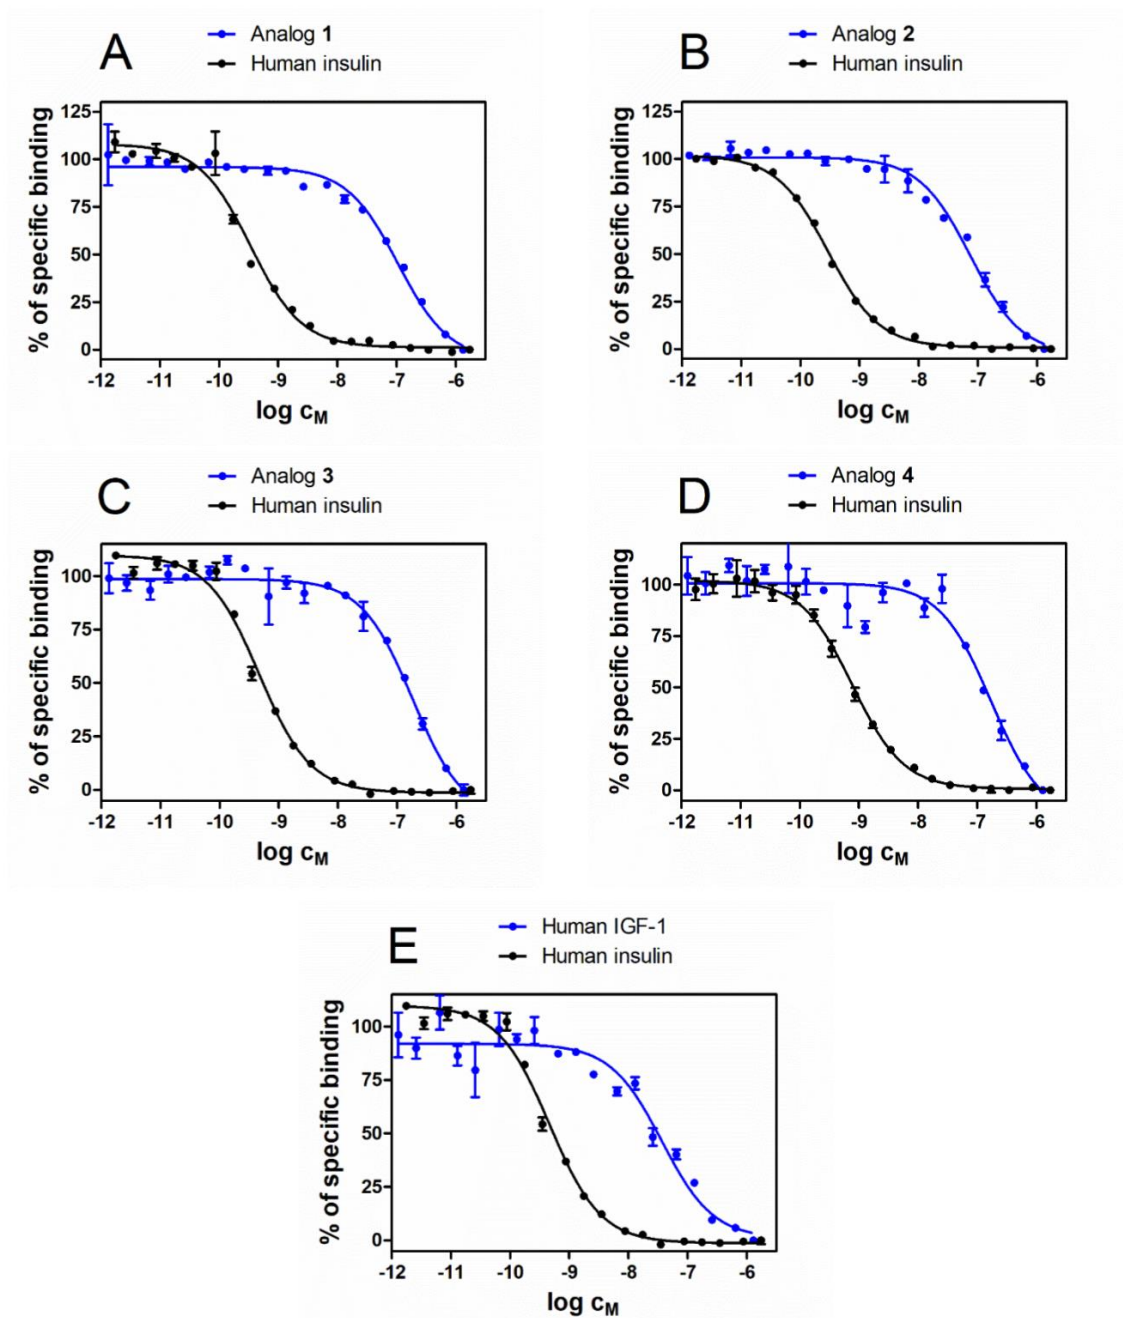 A
Analog 1
Human insulin
% of specific binding
125
100
75
50
25
0
-12 -11 -10 -9 -8 -7 -6
log cM
B
Analog 2
Human insulin
% of specific binding
125
100
75
50
25
0
-12 -11 -10 -9 -8 -7 -6
log cM
C
Analog 3
Human insulin
% of specific binding
100
75
50
25
0
-12 -11 -10 -9 -8 -7 -6
log cM
D
Analog 4
Human insulin
% of specific binding
100
75
50
25
0
-12 -11 -10 -9 -8 -7 -6
log cM
E
Human IGF-1
Human insulin
% of specific binding
100
75
50
25
0
-12 -11 -10 -9 -8 -7 -6
log cM